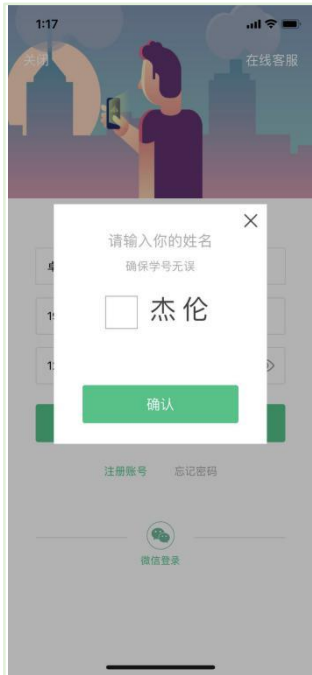 1:17
关闭
在线客服
请输入你的姓名
确保学号无误
杰伦
确认
注册账号 忘记密码
微信登录